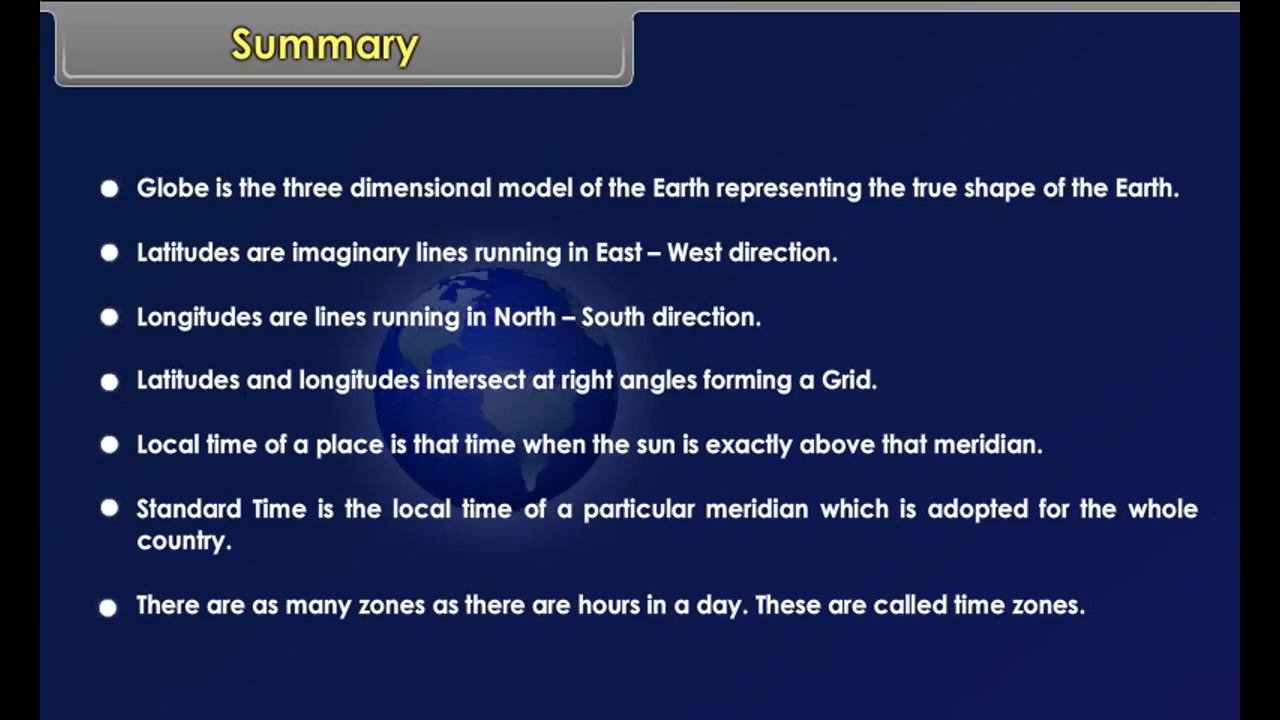 Summary
Globe is the three dimensional model of the Earth representing the true shape of the Earth.
Latitudes are imaginary lines running in East – West direction.
Longitudes are lines running in North – South direction.
Latitudes and longitudes intersect at right angles forming a Grid.
Local time of a place is that time when the sun is exactly above that meridian.
Standard Time is the local time of a particular meridian which is adopted for the whole
country.
There are as many zones as there are hours in a day. These are called time zones.